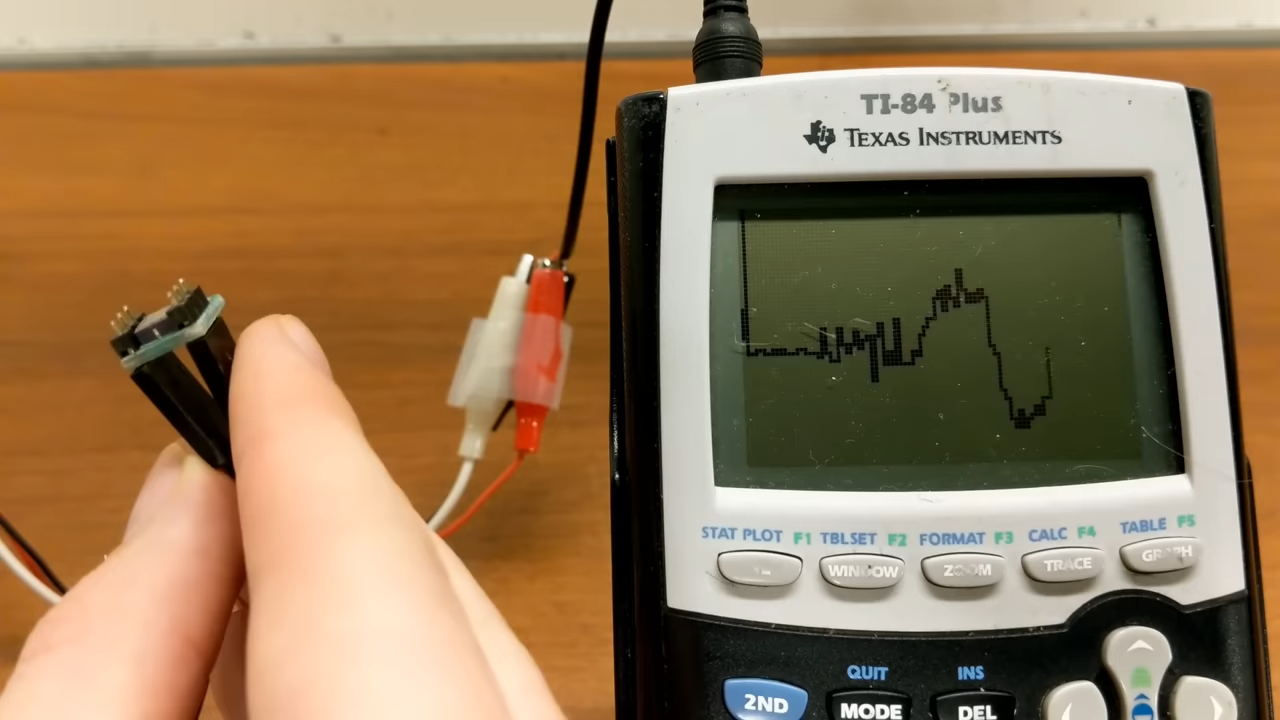 TI-84 Plus
TEXAS INSTRUMENTS
STAT PLOT F1 TBLSET F2 FORMAT F3 CALC F4 TABLE F5
WINDOW ZOOM TRACE GRAPH
QUIT INS
2ND MODE DEL